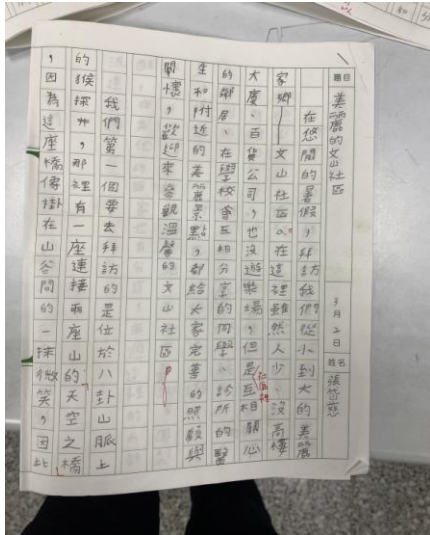 題目 美麗的文山社區 3月2日 姓名 張芸慈
在悠閒的暑假，拜訪我們從小到大的美麗
家鄉——文山社區。在這裡雖然人少、沒高樓
大廈、百貨公司，也沒遊樂場，但是互相關心
的鄰居、在學校會互相分享的同學、診所的醫
生和附近的美麗景點，都給大家完善的照顧與
關懷，歡迎來參觀溫馨的文山社區
我們第一個要去拜訪的是位於八卦山脈上
的猴探井，那裡有一座連接兩座山的天空之橋
，因為這座橋像掛在山谷間的一抹微笑，因此